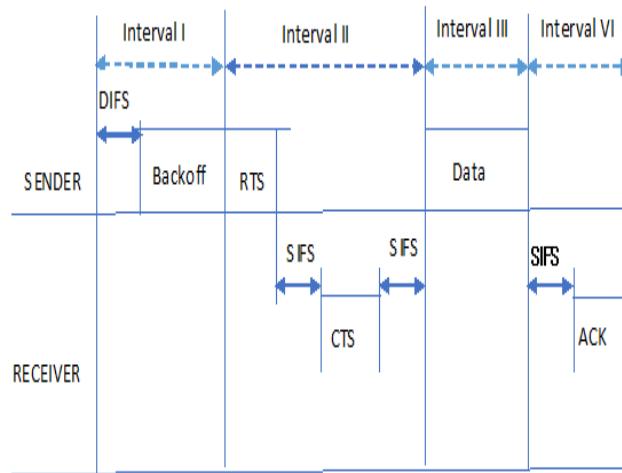 Interval I
Interval II
Interval III
Interval VI
DIFS
SENDER
Backoff
RTS
Data
SIFS
SIFS
SIFS
CTS
ACK
RECEIVER